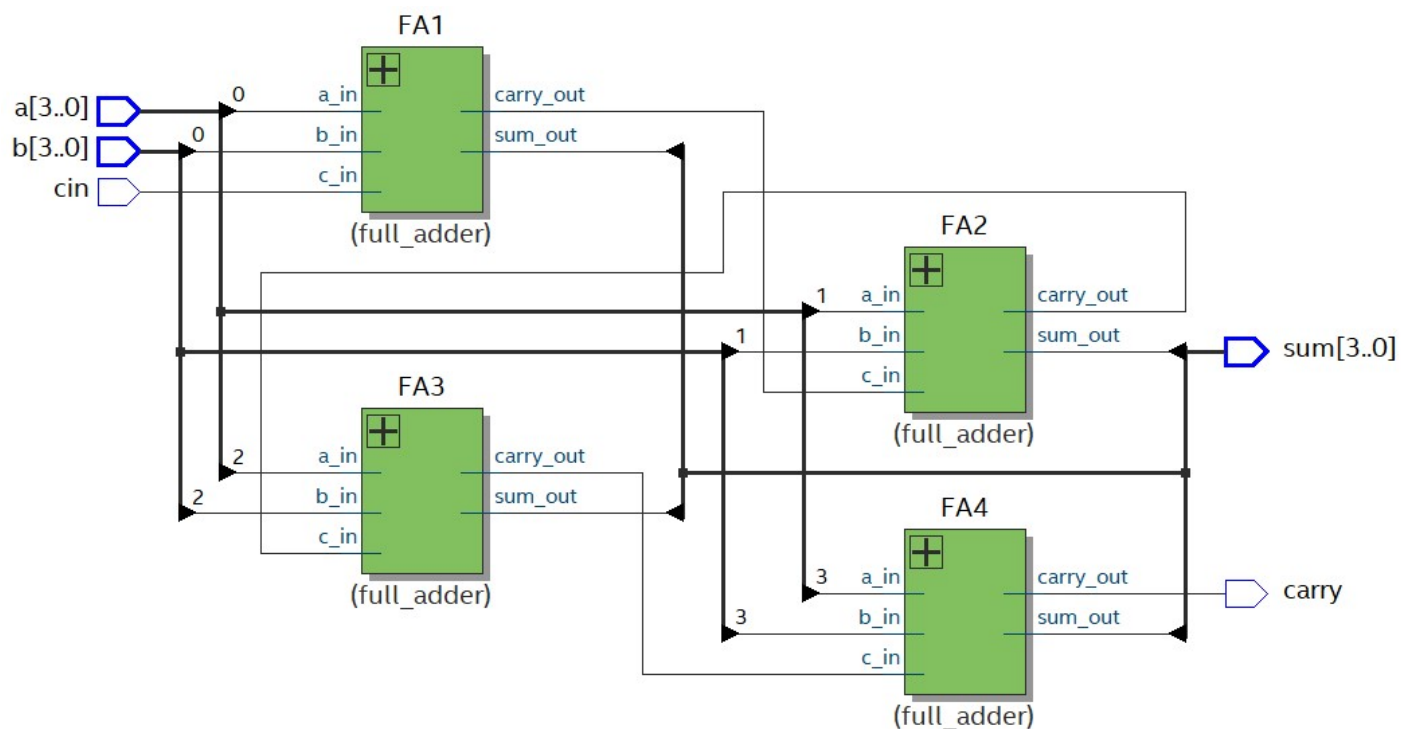 FA1
a[3..0]
0
a_in
carry_out
b[3..0]
0
b_in
sum_out
cin
c_in
(full_adder)
FA2
1
a_in
carry_out
1
b_in
sum_out
sum[3..0]
c_in
(full_adder)
FA3
2
a_in
carry_out
2
b_in
sum_out
c_in
(full_adder)
FA4
3
a_in
carry_out
carry
3
b_in
sum_out
c_in
(full_adder)